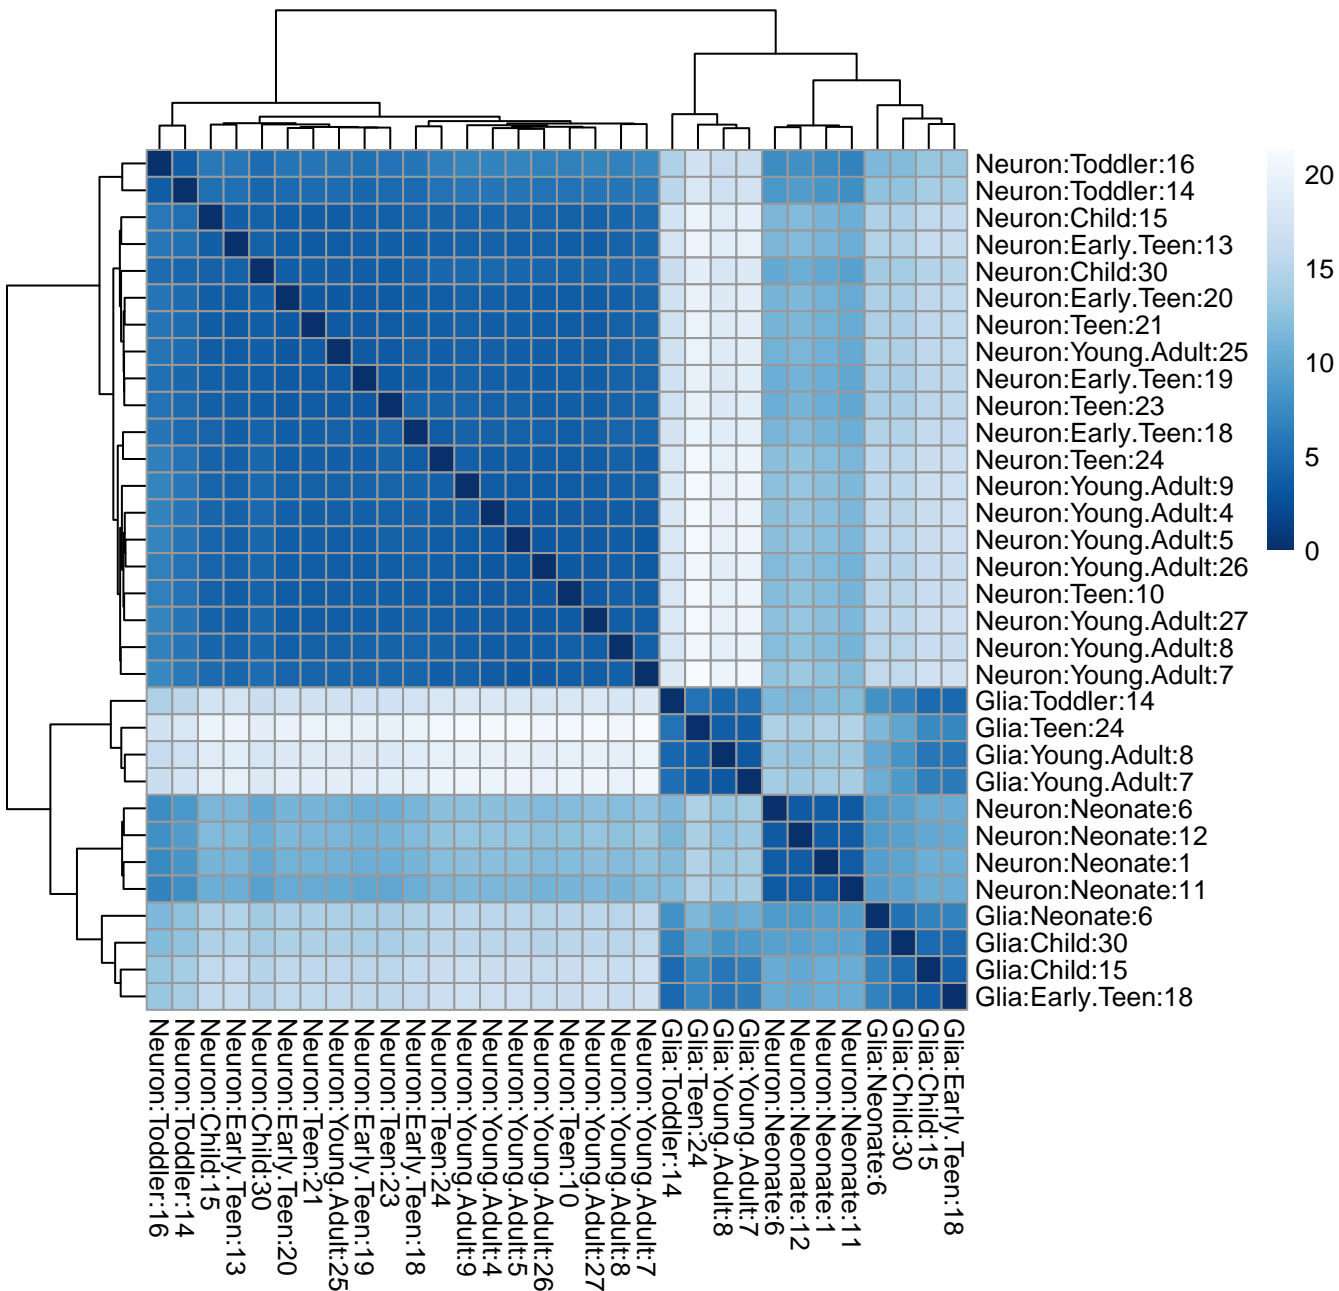 Neuron:Toddler:16
Neuron:Toddler:14
Neuron:Child:15
Neuron:Early.Teen:13
Neuron:Child:30
Neuron:Early.Teen:20
Neuron:Teen:21
Neuron:Young.Adult:25
Neuron:Early.Teen:19
Neuron:Teen:23
Neuron:Early.Teen:18
Neuron:Teen:24
Neuron:Young.Adult:9
Neuron:Young.Adult:4
Neuron:Young.Adult:5
Neuron:Young.Adult:26
Neuron:Teen:10
Neuron:Young.Adult:27
Neuron:Young.Adult:8
Neuron:Young.Adult:7
Glia:Toddler:14
Glia:Teen:24
Glia:Young.Adult:8
Glia:Young.Adult:7
Neuron:Neonate:6
Neuron:Neonate:12
Neuron:Neonate:1
Neuron:Neonate:11
Glia:Neonate:6
Glia:Child:30
Glia:Child:15
Glia:Early.Teen:18
20
15
10
5
0
Neuron:Toddler:16
Neuron:Toddler:14
Neuron:Child:15
Neuron:Early.Teen:13
Neuron:Child:30
Neuron:Early.Teen:20
Neuron:Teen:21
Neuron:Young.Adult:25
Neuron:Early.Teen:19
Neuron:Teen:23
Neuron:Early.Teen:18
Neuron:Teen:24
Neuron:Young.Adult:9
Neuron:Young.Adult:4
Neuron:Young.Adult:5
Neuron:Young.Adult:26
Neuron:Teen:10
Neuron:Young.Adult:27
Neuron:Young.Adult:8
Neuron:Young.Adult:7
Glia:Toddler:14
Glia:Teen:24
Glia:Young.Adult:8
Glia:Young.Adult:7
Neuron:Neonate:6
Neuron:Neonate:12
Neuron:Neonate:1
Neuron:Neonate:11
Glia:Neonate:6
Glia:Child:30
Glia:Child:15
Glia:Early.Teen:18